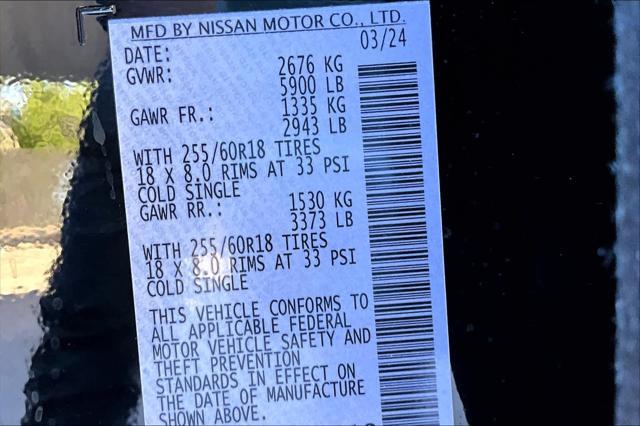 MFD BY NISSAN MOTOR CO., LTD.
DATE: 03/24
GVWR: 2676 KG
5900 LB
GAWR FR.: 1335 KG
2943 LB
WITH 255/60R18 TIRES
18 X 8.0 RIMS AT 33 PSI
COLD SINGLE
GAWR RR.: 1530 KG
3373 LB
WITH 255/60R18 TIRES
18 X 8.0 RIMS AT 33 PSI
COLD SINGLE
THIS VEHICLE CONFORMS TO
ALL APPLICABLE FEDERAL
MOTOR VEHICLE SAFETY AND
THEFT PREVENTION
STANDARDS IN EFFECT ON
THE DATE OF MANUFACTURE
SHOWN ABOVE.